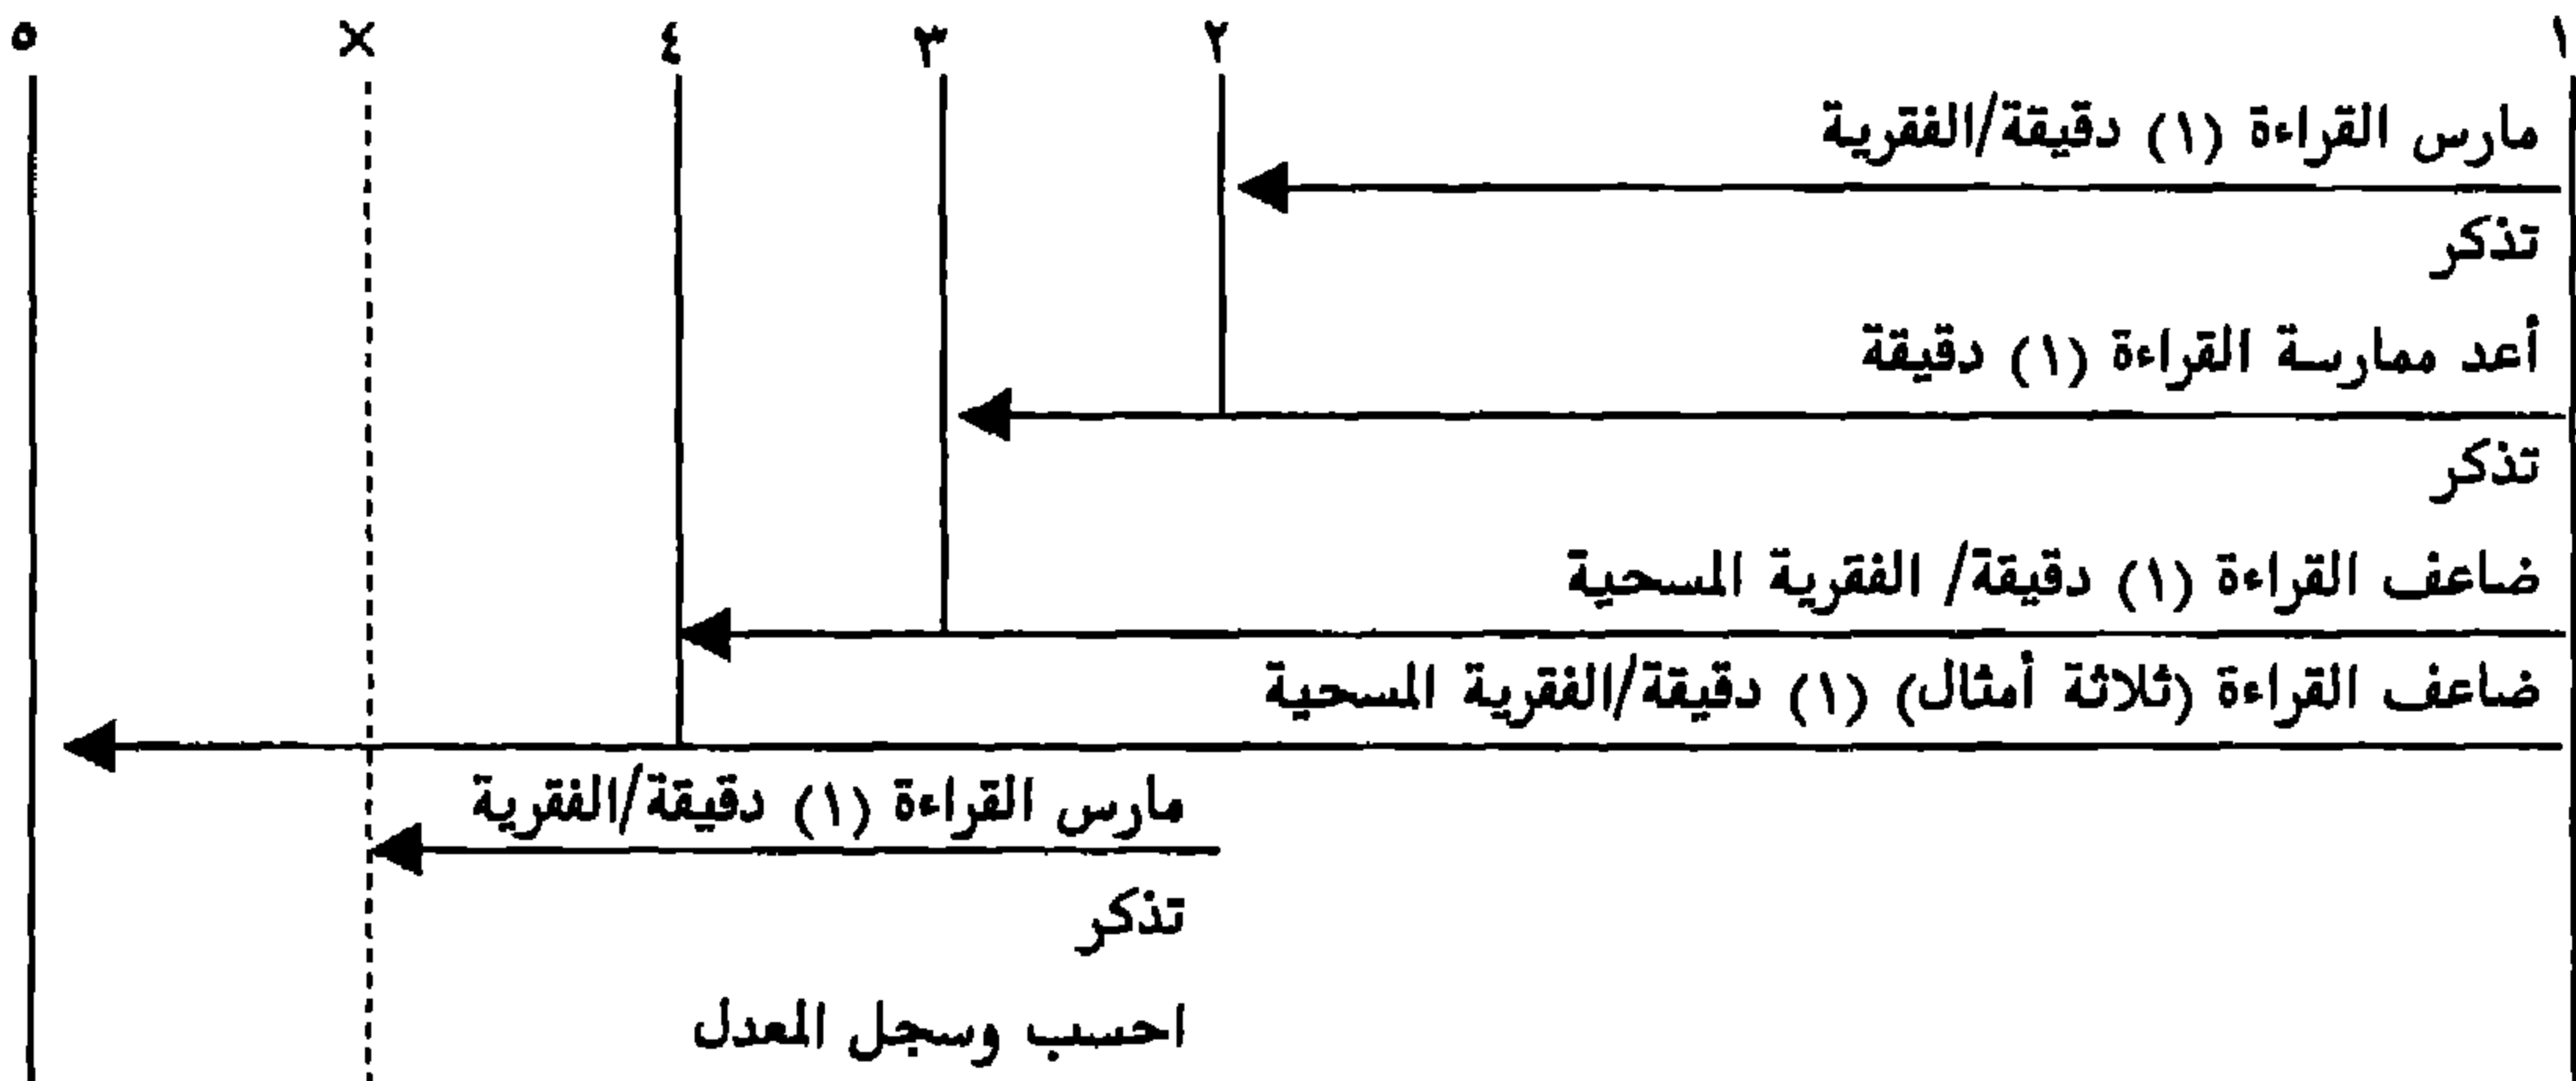 ١ ٢ ٣ ٤ × ٥
مارس القراءة (١) دقيقة/الفقرية
تذكر
أعد ممارسة القراءة (١) دقيقة
تذكر
ضاعف القراءة (١) دقيقة/ الفقرية المسحية
ضاعف القراءة (ثلاثة أمثال) (١) دقيقة/الفقرية المسحية
مارس القراءة (١) دقيقة/الفقرية
تذكر
احسب وسجل المعدل